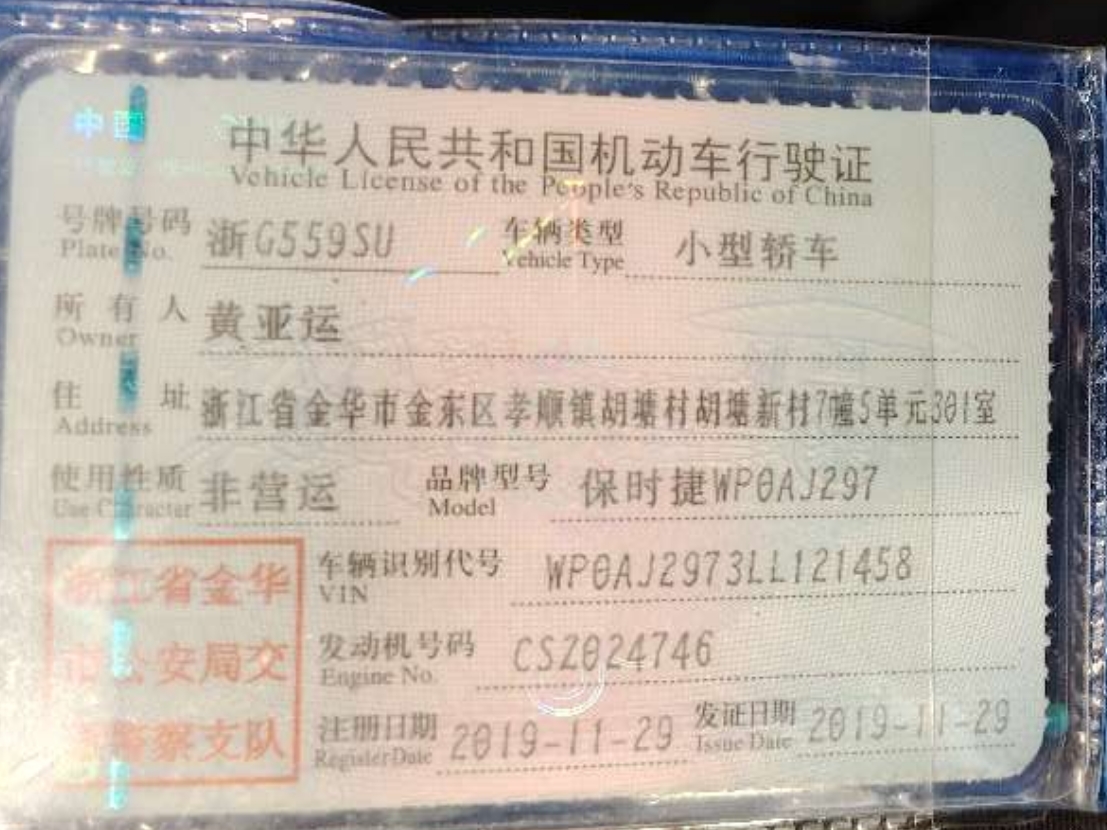 中国
中华人民共和国机动车行驶证
Vehicle License of the People's Republic of China
号牌号码 浙G559SU 车辆类型 小型轿车
Plate No. Vehicle Type
所有人 黄亚运
Owner
住址 浙江省金华市金东区孝顺镇胡塘村胡塘新村7幢5单元301室
Address
使用性质 非营运 品牌型号 保时捷WP0AJ297
Use Character Model
车辆识别代号 WP0AJ2973LL121458
VIN
发动机号码 CSZ024746
Engine No.
注册日期 2019-11-29 发证日期 2019-11-29
Register Date Issue Date
浙江省金华
市公安局交
通警察支队